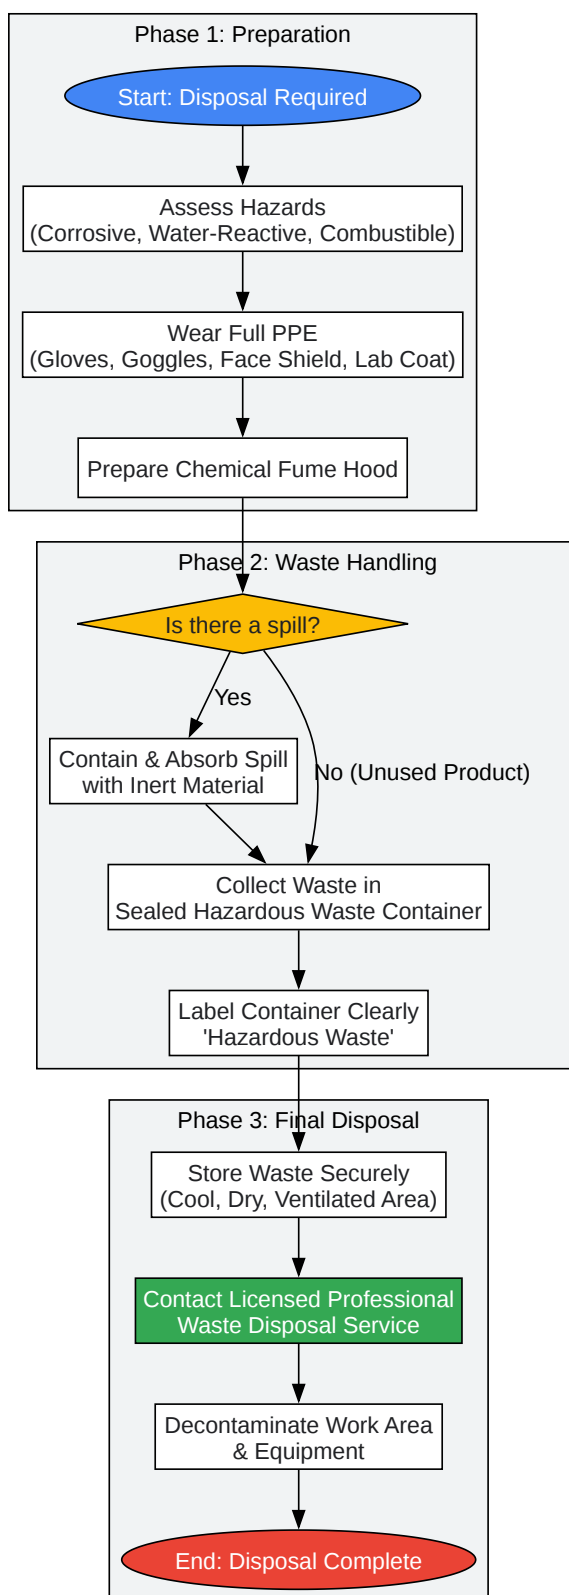 Phase 1: Preparation
Start: Disposal Required
Assess Hazards
(Corrosive, Water-Reactive, Combustible)
Wear Full PPE
(Gloves, Goggles, Face Shield, Lab Coat)
Prepare Chemical Fume Hood
Phase 2: Waste Handling
Is there a spill?
Yes
Contain & Absorb Spill
with Inert Material
No (Unused Product)
Collect Waste in
Sealed Hazardous Waste Container
Label Container Clearly
'Hazardous Waste'
Phase 3: Final Disposal
Store Waste Securely
(Cool, Dry, Ventilated Area)
Contact Licensed Professional
Waste Disposal Service
Decontaminate Work Area
& Equipment
End: Disposal Complete